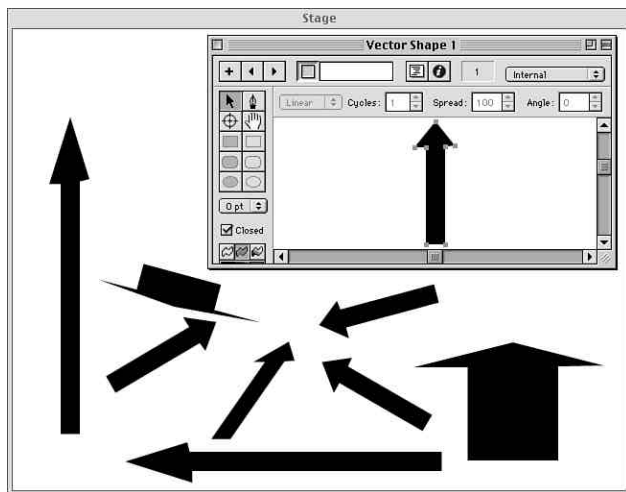 Stage
Vector Shape 1
1 Internal
Linear Cycles: 1 Spread: 100 Angle: 0
0 pt
Closed